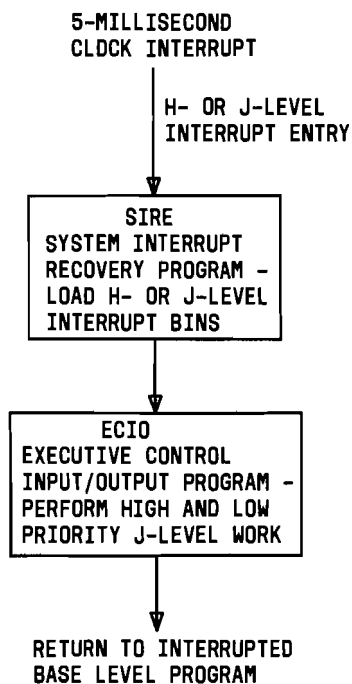 5-MILLISECOND
CLOCK INTERRUPT
H- OR J-LEVEL
INTERRUPT ENTRY
SIRE
SYSTEM INTERRUPT
RECOVERY PROGRAM -
LOAD H- OR J-LEVEL
INTERRUPT BINS
ECIO
EXECUTIVE CONTROL
INPUT/OUTPUT PROGRAM -
PERFORM HIGH AND LOW
PRIORITY J-LEVEL WORK
RETURN TO INTERRUPTED
BASE LEVEL PROGRAM